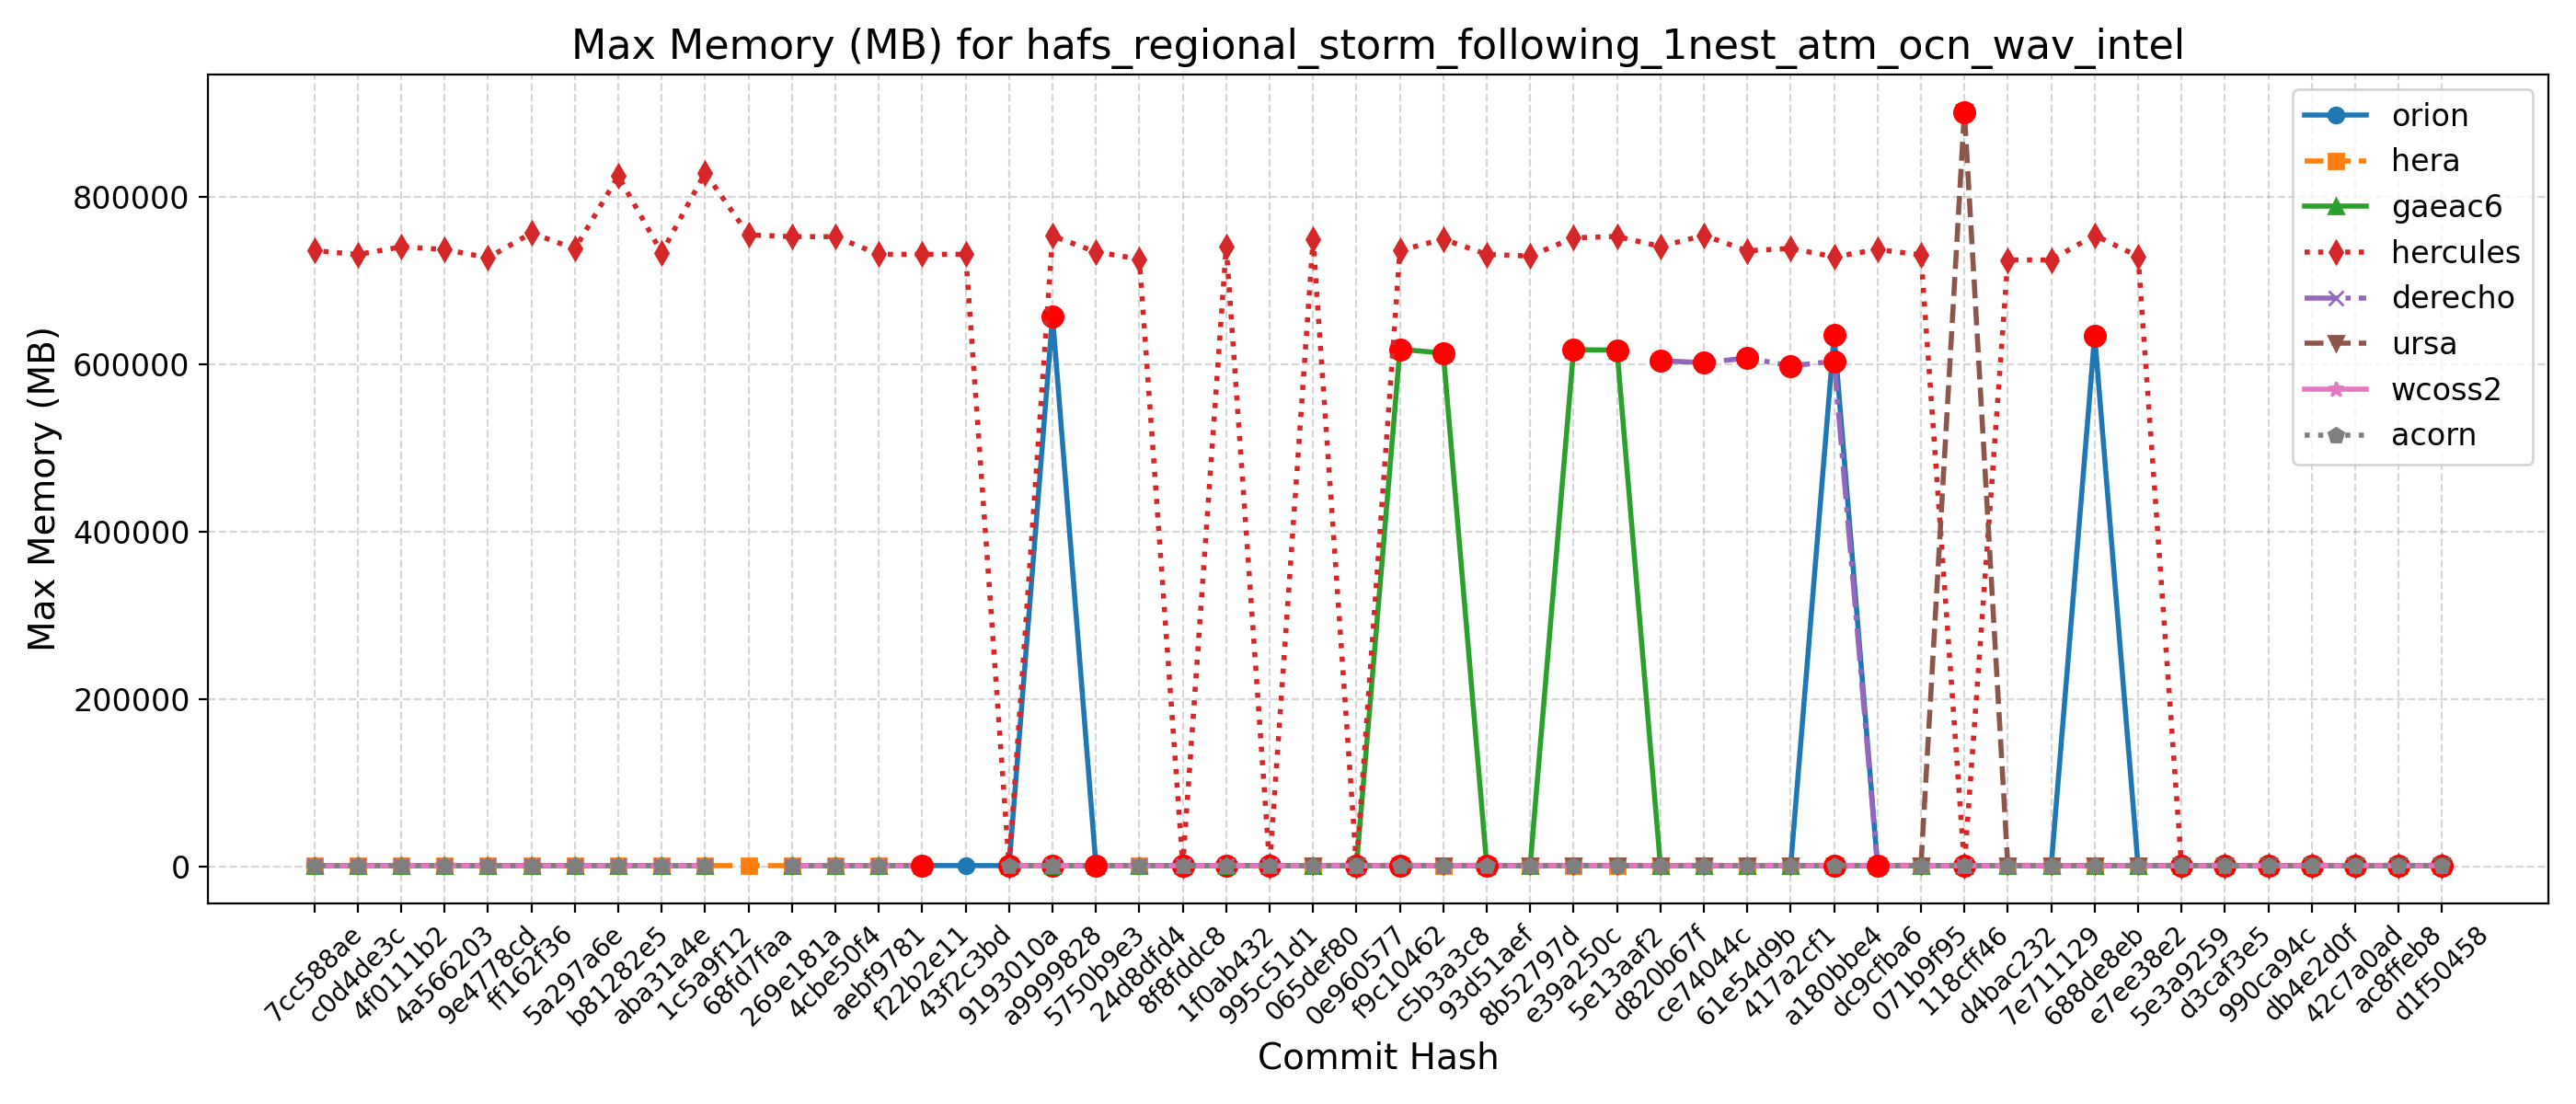 Max Memory (MB) for hafs_regional_storm_following_1nest_atm_ocn_wav_intel
Max Memory (MB)
800000
600000
400000
200000
0
orion
hera
gaeac6
hercules
derecho
ursa
wcoss2
acorn
7cc588ae
c0d4de3c
4f0111b2
4a566203
9e4778cd
ff162f36
5a297a6e
b81282e5
aba31a4e
1c5a9f12
68fd7faa
269e181a
4cbe50f4
aebf9781
f22b2e11
43f2c3bd
9193010a
a9999828
5750b9e3
24d8dfd4
8f8fddc8
1f0ab432
995c51d1
065def80
0e960577
f9c10462
c5b3a3c8
93d51aef
8b52797d
e39a250c
5e13aaf2
d820b67f
ce74044c
61e54d9b
417a2cf1
a180bbe4
dc9cfba6
071b9f95
118cff46
d4bac232
7e711129
688de8eb
e7ee38e2
5e3a9259
d3caf3e5
990ca94c
db4e2d0f
42c7a0ad
ac8ffeb8
d1f50458
Commit Hash